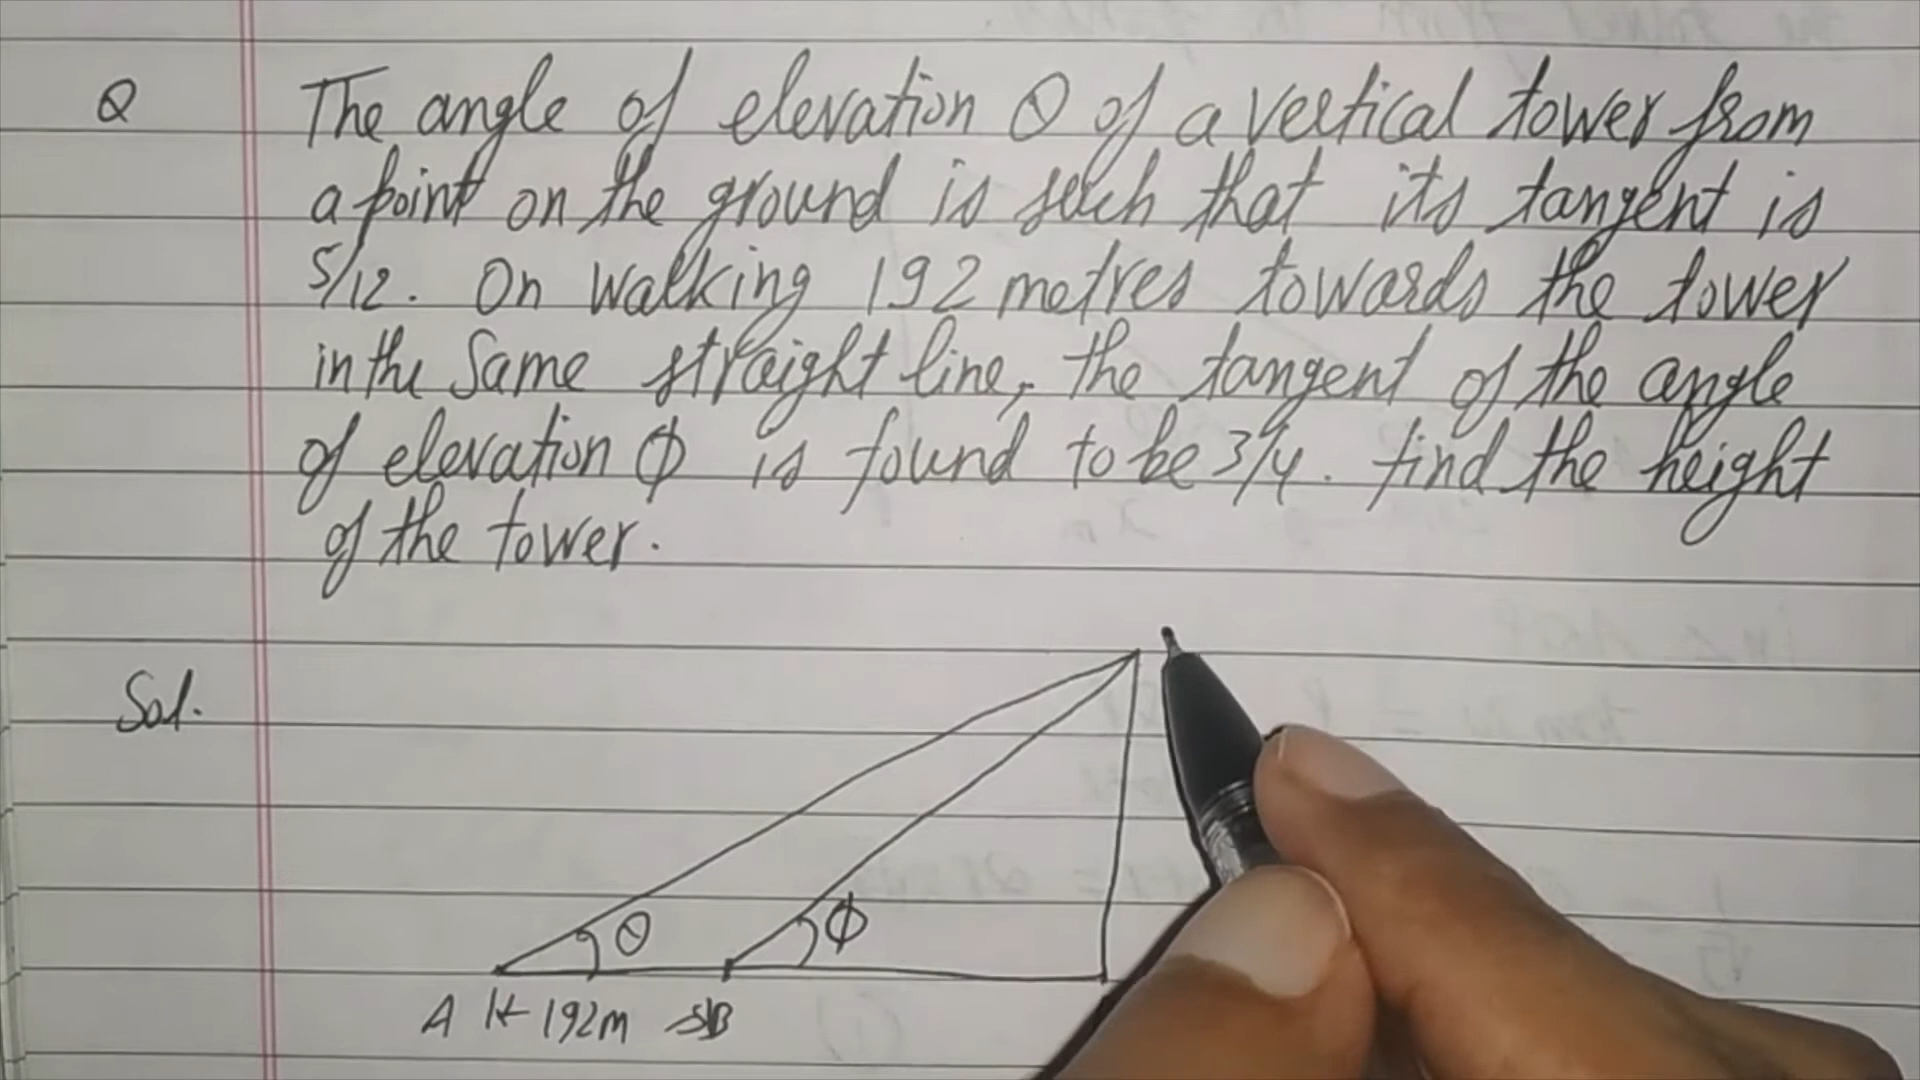 Q The angle of elevation θ of a vertical tower from
a point on the ground is such that its tangent is
5/12. On walking 192 metres towards the tower
in the same straight line, the tangent of the angle
of elevation ϕ is found to be 3/4. find the height
of the tower.
Sol.
θ ϕ
A 192m B